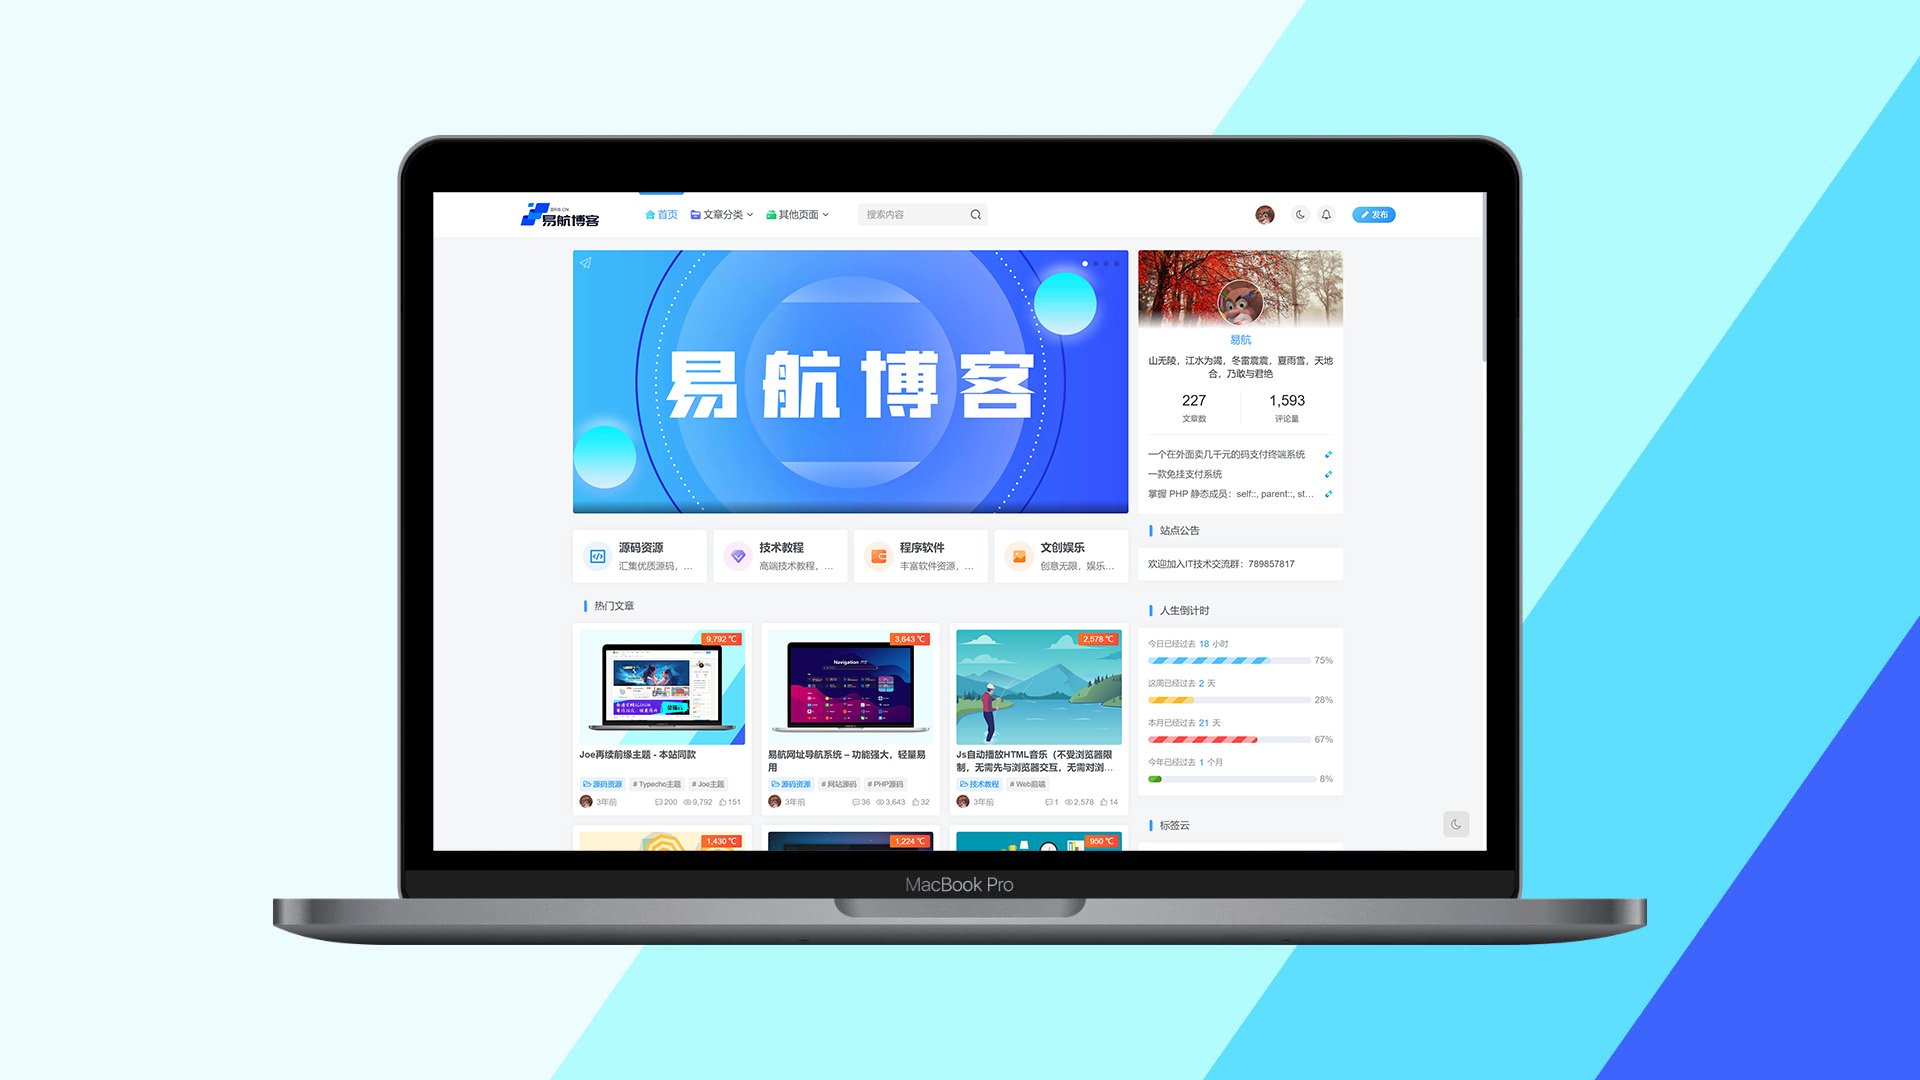 BRI6.CN
易航博客
首页
文章分类
其他页面
搜索内容
发布
易航博客
易航
山无陵，江水为竭，冬雷震震，夏雨雪，天地
合，乃敢与君绝
227
1,593
文章数
评论量
一个在外面卖几千元的码支付终端系统
一款免挂支付系统
掌握 PHP 静态成员：self::, parent::, st...
站点公告
欢迎加入IT技术交流群：789857817
源码资源
汇集优质源码，...
技术教程
高端技术教程，...
程序软件
丰富软件资源，...
文创娱乐
创意无限，娱乐...
热门文章
9,792 ℃
Joe再续前缘主题 - 本站同款
源码资源 # Typecho主题 # Joe主题
3年前 200 9,792 151
3,643 ℃
Navigation
易航网址导航系统 – 功能强大，轻量易
用
源码资源 # 网站源码 # PHP源码
3年前 36 3,643 32
2,578 ℃
Js自动播放HTML音乐（不受浏览器限
制，无需先与浏览器交互，无需对浏...
技术教程 # Web前端
3年前 1 2,578 14
1,430 ℃
1,224 ℃
950 ℃
人生倒计时
今日已经过去 18 小时
75%
这周已经过去 2 天
28%
本月已经过去 21 天
67%
今年已经过去 1 个月
8%
标签云
MacBook Pro